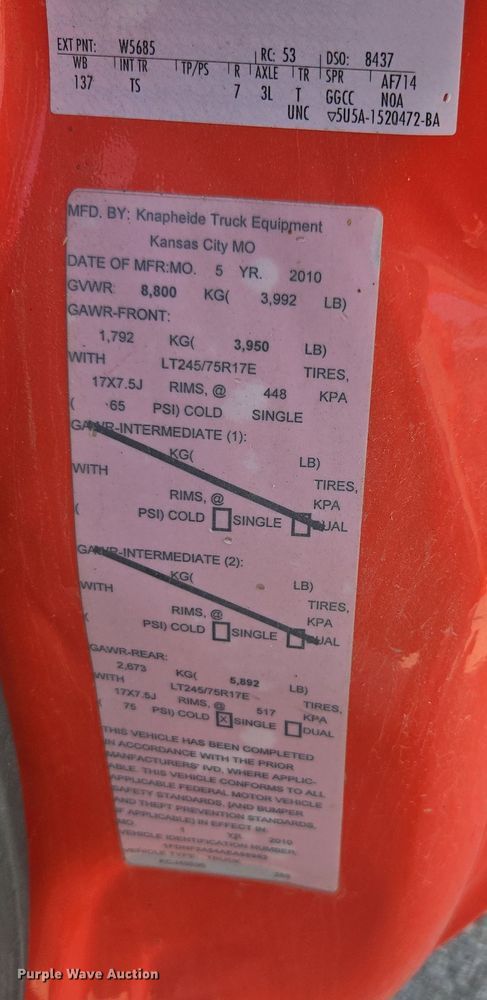 EXT PNT: W5685 RC: 53 DSO: 8437
WB INT TR TP/PS R AXLE TR SPR AF714
137 TS 7 3L T GGCC NOA
UNC ▽5U5A-1520472-BA
MFD. BY: Knapheide Truck Equipment
Kansas City MO
DATE OF MFR:MO. 5 YR. 2010
GVWR: 8,800 KG( 3,992 LB)
GAWR-FRONT:
1,792 KG( 3,950 LB)
WITH LT245/75R17E TIRES,
17X7.5J RIMS, @ 448 KPA
( 65 PSI) COLD SINGLE
GAWR-INTERMEDIATE (1):
KG( LB)
WITH TIRES,
RIMS, @ KPA
( PSI) COLD SINGLE DUAL
GAWR-INTERMEDIATE (2):
KG( LB)
WITH TIRES,
RIMS, @ KPA
( PSI) COLD SINGLE DUAL
GAWR-REAR:
2,673 KG( 5,892 LB)
WITH LT245/75R17E TIRES,
17X7.5J RIMS, @ 517 KPA
( 75 PSI) COLD X SINGLE DUAL
THIS VEHICLE HAS BEEN COMPLETED
IN ACCORDANCE WITH THE PRIOR
MANUFACTURERS' IVD, WHERE APPLIC-
ABLE. THIS VEHICLE CONFORMS TO ALL
APPLICABLE FEDERAL MOTOR VEHICLE
SAFETY STANDARDS, [AND BUMPER
AND THEFT PREVENTION STANDARDS,
IF APPLICABLE] IN EFFECT IN:
MO. 1 YR. 2010
VEHICLE IDENTIFICATION NUMBER:
VEHICLE TYPE: TRUCK
Purple Wave Auction